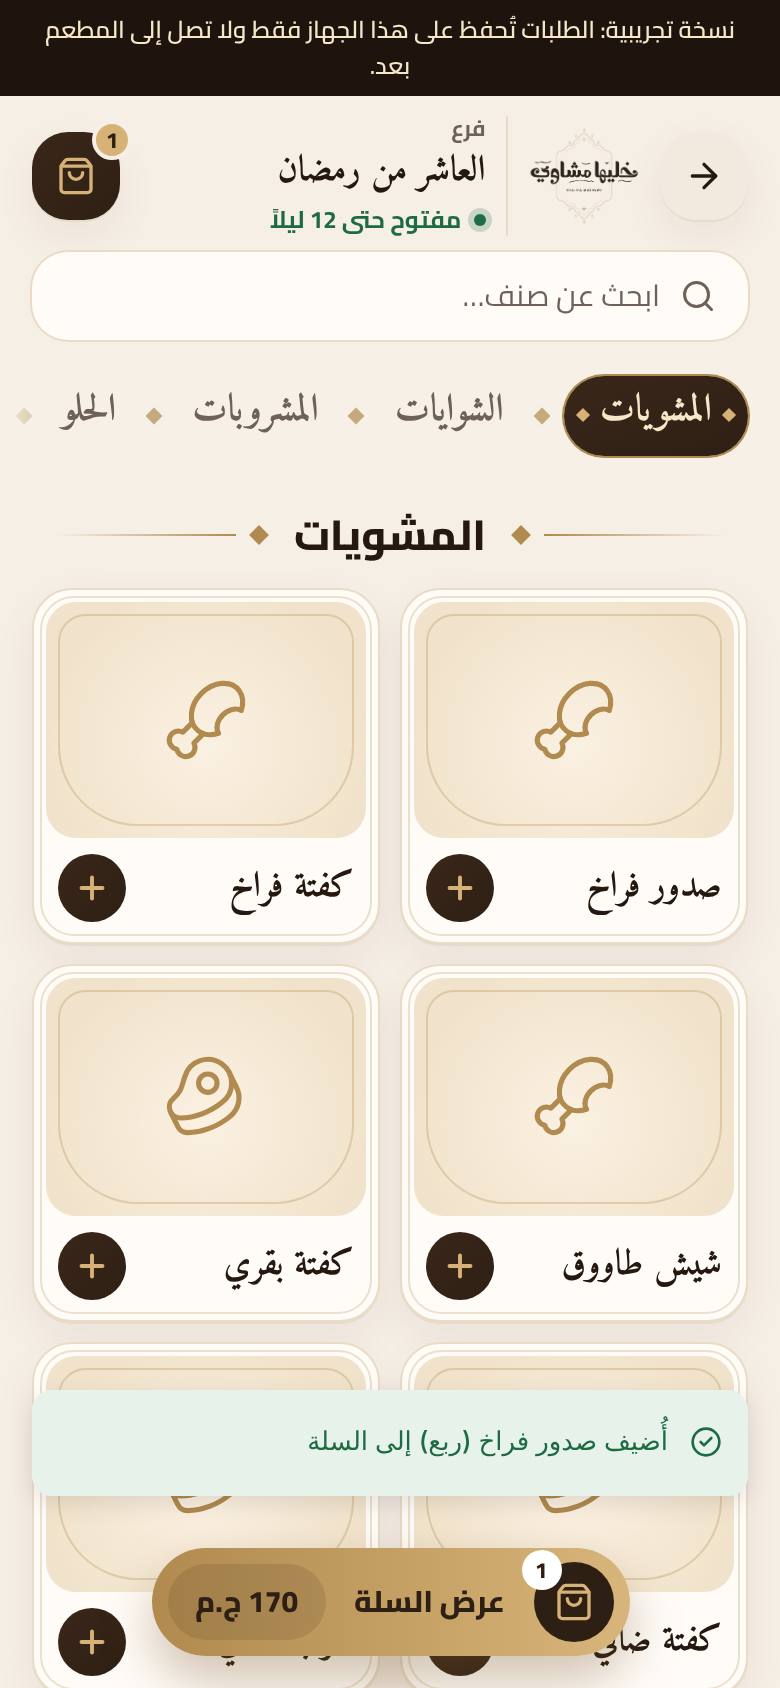 نسخة تجريبية: الطلبات تُحفظ على هذا الجهاز فقط ولا تصل إلى المطعم
بعد.
خليها مشاوي
فرع
العاشر من رمضان
مفتوح حتى 12 ليلاً
1
ابحث عن صنف...
المشويات
الشوايات
المشروبات
الحلو
المشويات
صدور فراخ
كفتة فراخ
شيش طاووق
كفتة بقري
أُضيف صدور فراخ (ربع) إلى السلة
1
عرض السلة
170 ج.م
كفتة ضاني